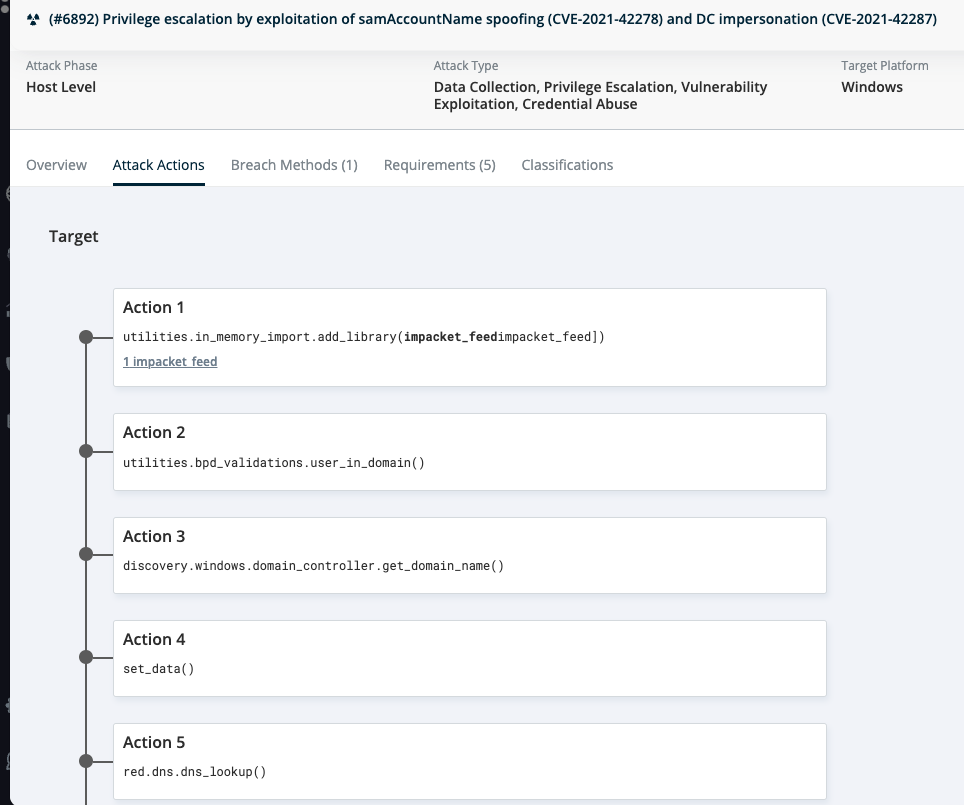 (#6892) Privilege escalation by exploitation of samAccountName spoofing (CVE-2021-42278) and DC impersonation (CVE-2021-42287)
Attack Phase
Host Level
Attack Type
Data Collection, Privilege Escalation, Vulnerability
Exploitation, Credential Abuse
Target Platform
Windows
Overview Attack Actions Breach Methods (1) Requirements (5) Classifications
Target
Action 1
utilities.in_memory_import.add_library(impacket_feedimpacket_feed])
1 impacket_feed
Action 2
utilities.bpd_validations.user_in_domain()
Action 3
discovery.windows.domain_controller.get_domain_name()
Action 4
set_data()
Action 5
red.dns.dns_lookup()